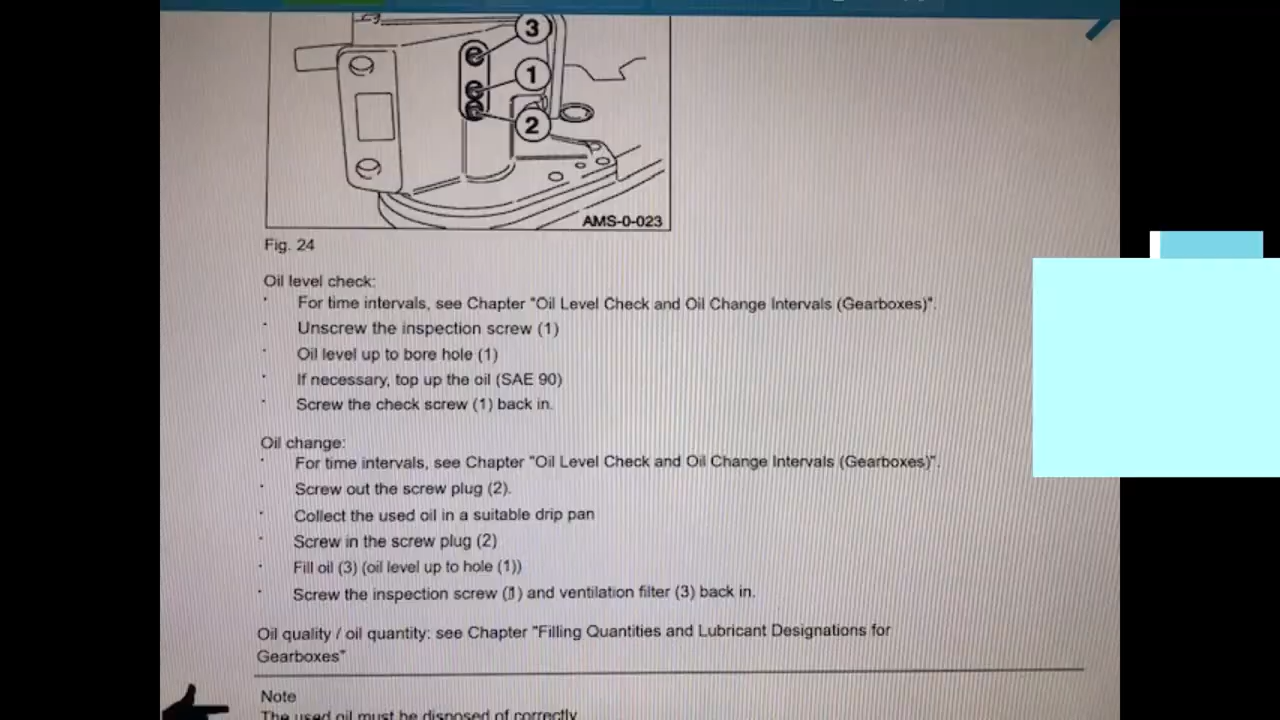 3
1
2
AMS-0-023
Fig. 24
Oil level check:
For time intervals, see Chapter "Oil Level Check and Oil Change Intervals (Gearboxes)".
Unscrew the inspection screw (1)
Oil level up to bore hole (1)
If necessary, top up the oil (SAE 90)
Screw the check screw (1) back in.
Oil change:
For time intervals, see Chapter "Oil Level Check and Oil Change Intervals (Gearboxes)".
Screw out the screw plug (2).
Collect the used oil in a suitable drip pan
Screw in the screw plug (2)
Fill oil (3) (oil level up to hole (1))
Screw the inspection screw (1) and ventilation filter (3) back in.
Oil quality / oil quantity: see Chapter "Filling Quantities and Lubricant Designations for
Gearboxes"
Note
The used oil must be disposed of correctly